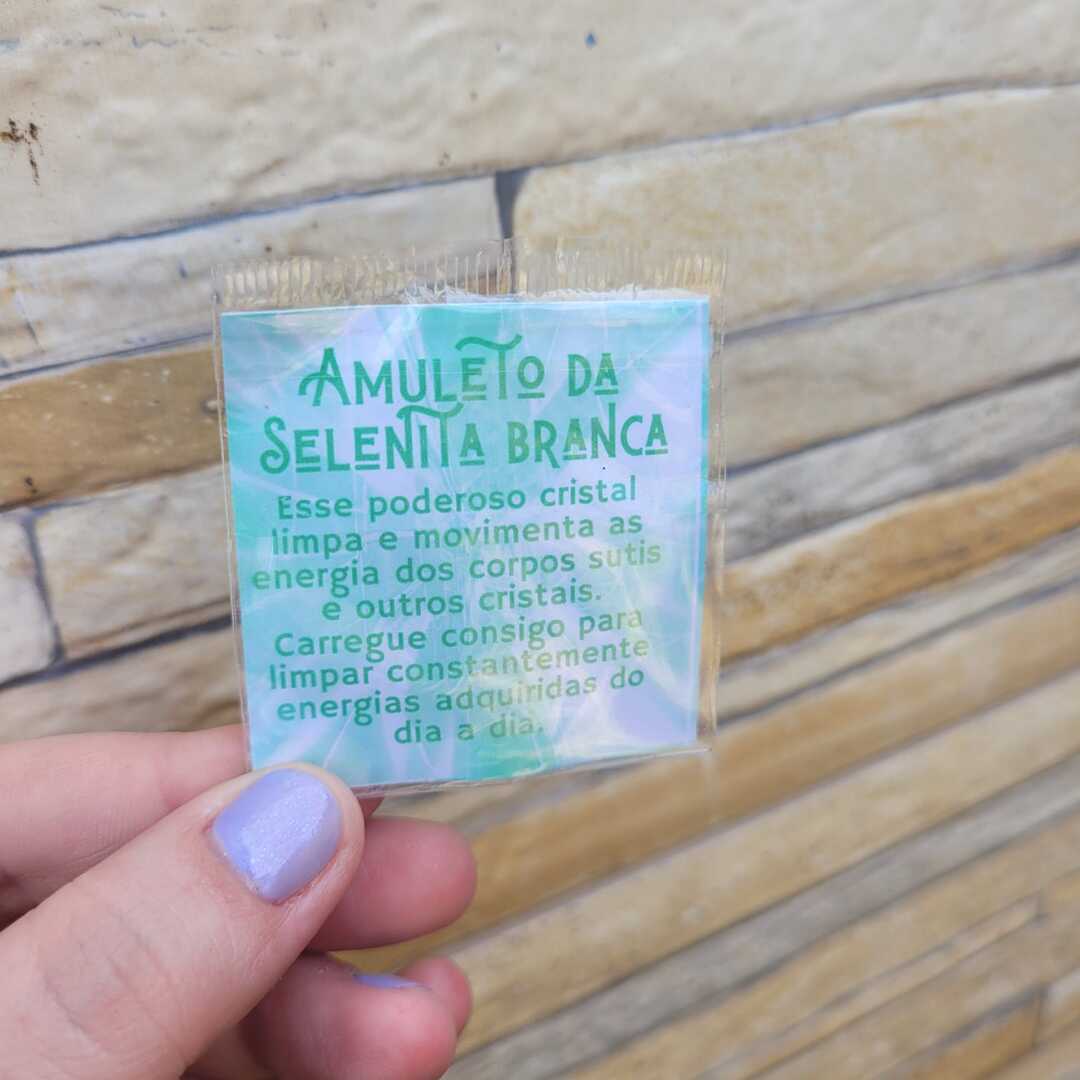 AMULETO DA
SELENITA BRANCA
Esse poderoso cristal
limpa e movimenta as
energia dos corpos sutis
e outros cristais.
Carregue consigo para
limpar constantemente
energias adquiridas do
dia a dia.